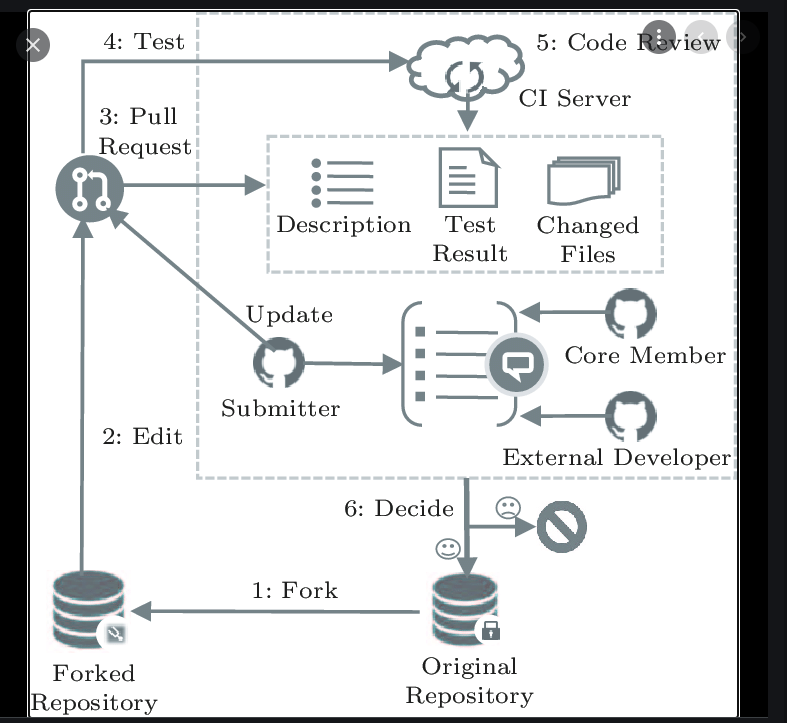 4: Test
5: Code Review
CI Server
3: Pull
Request
Description
Test
Result
Changed
Files
Update
Submitter
Core Member
External Developer
2: Edit
6: Decide
1: Fork
Forked
Repository
Original
Repository